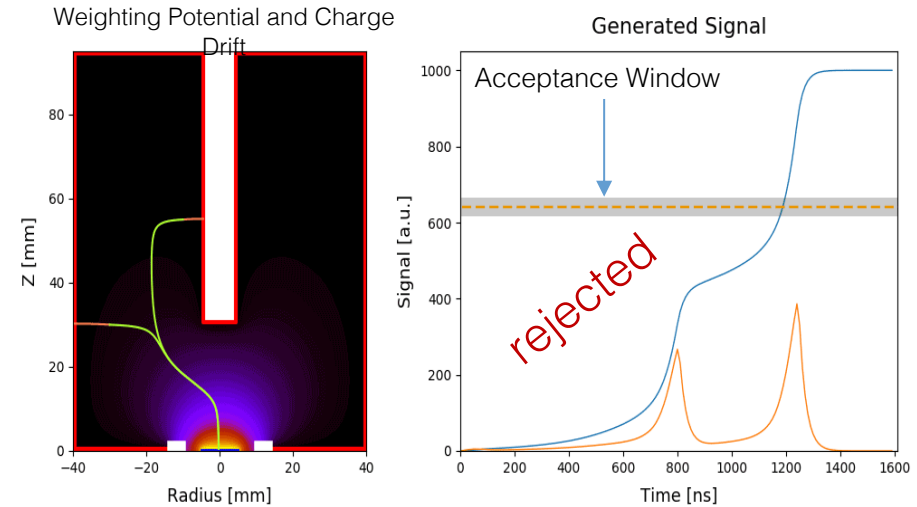 Weighting Potential and Charge
Drift
Z [mm]
80
60
40
20
0
−40
−20
0
20
40
Radius [mm]
Generated Signal
Acceptance Window
rejected
Signal [a.u.]
1000
800
600
400
200
0
0
200
400
600
800
1000
1200
1400
1600
Time [ns]